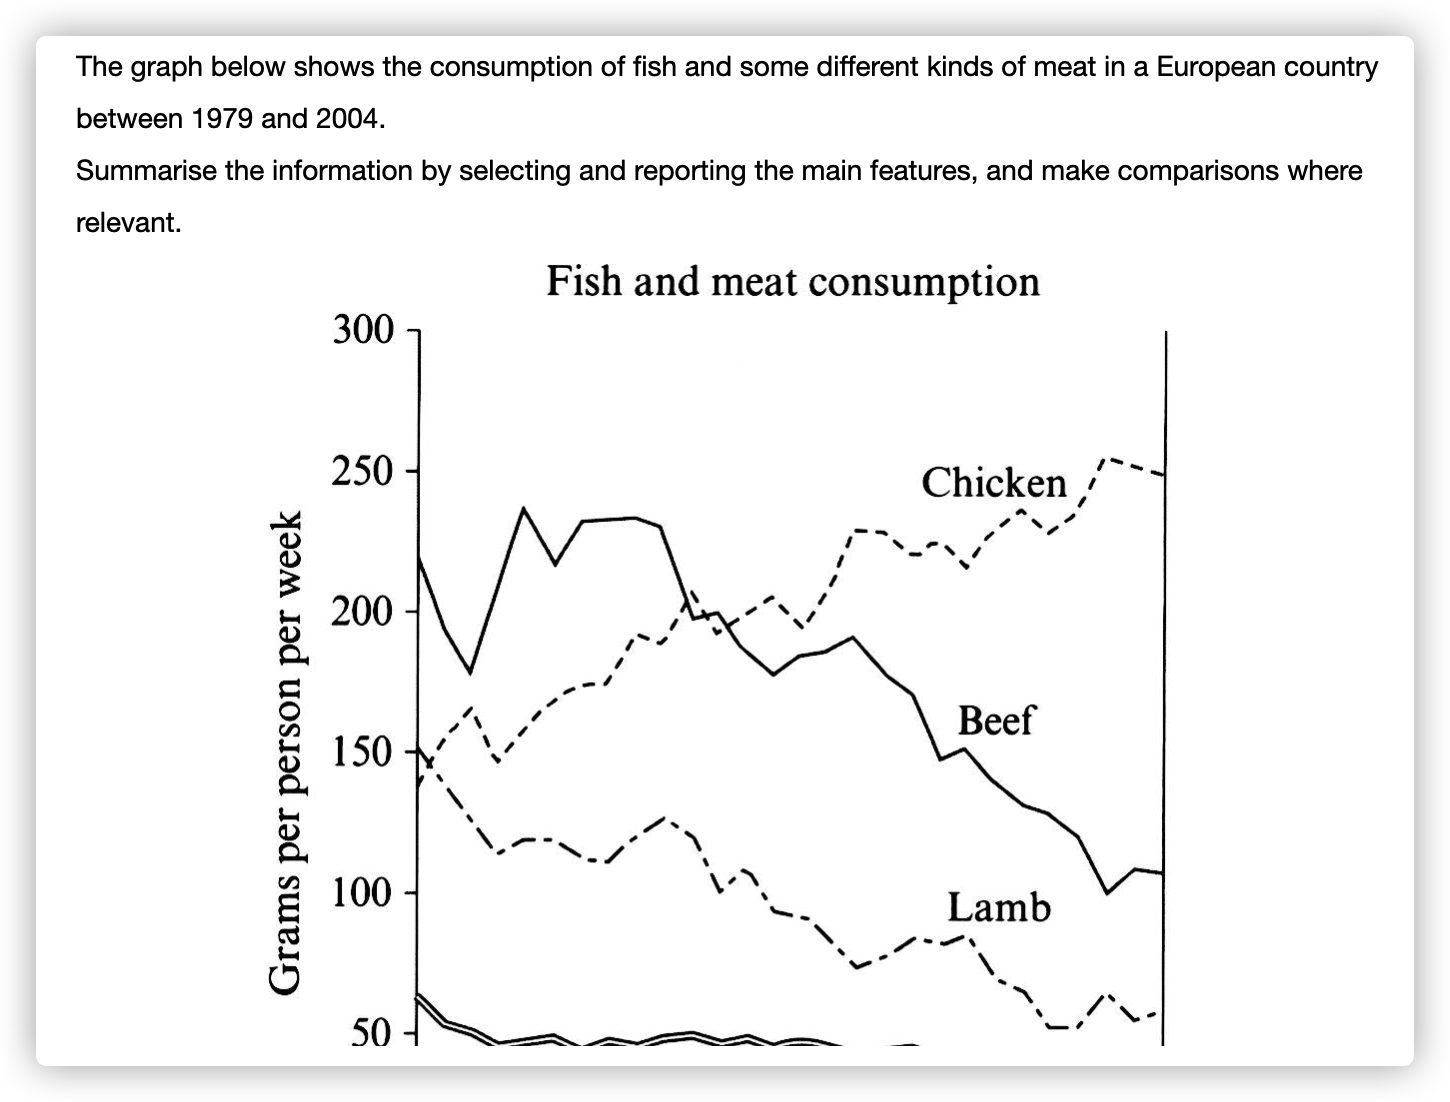 The graph below shows the consumption of fish and some different kinds of meat in a European country
between 1979 and 2004.
Summarise the information by selecting and reporting the main features, and make comparisons where
relevant.
Fish and meat consumption
300
250
200
150
100
50
Grams per person per week
Chicken
Beef
Lamb